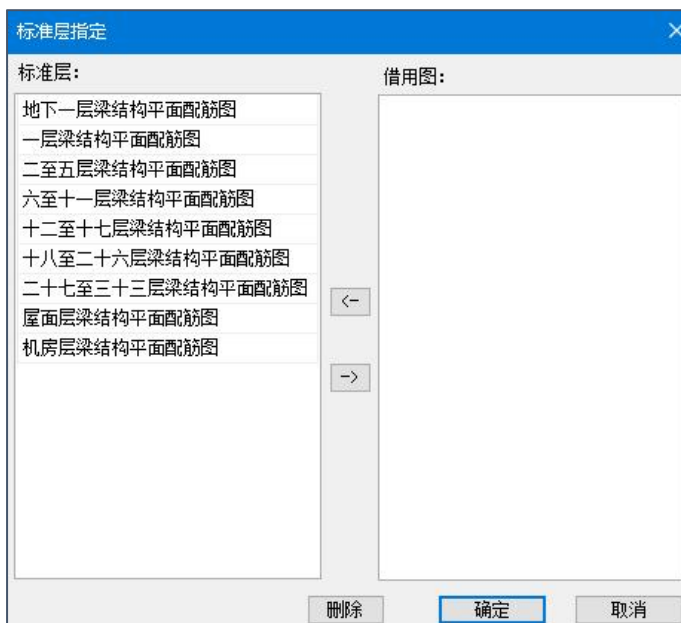 标准层指定
标准层:
借用图:
地下一层梁结构平面配筋图
一层梁结构平面配筋图
二至五层梁结构平面配筋图
六至十一层梁结构平面配筋图
十二至十七层梁结构平面配筋图
十八至二十六层梁结构平面配筋图
二十七至三十三层梁结构平面配筋图
屋面层梁结构平面配筋图
机房层梁结构平面配筋图
<-
->
删除
确定
取消